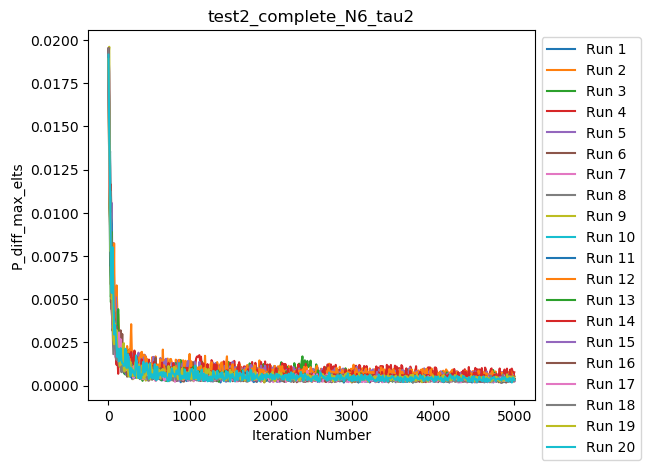 test2_complete_N6_tau2
P_diff_max_elts
0.0200
0.0175
0.0150
0.0125
0.0100
0.0075
0.0050
0.0025
0.0000
0 1000 2000 3000 4000 5000
Iteration Number
Run 1
Run 2
Run 3
Run 4
Run 5
Run 6
Run 7
Run 8
Run 9
Run 10
Run 11
Run 12
Run 13
Run 14
Run 15
Run 16
Run 17
Run 18
Run 19
Run 20